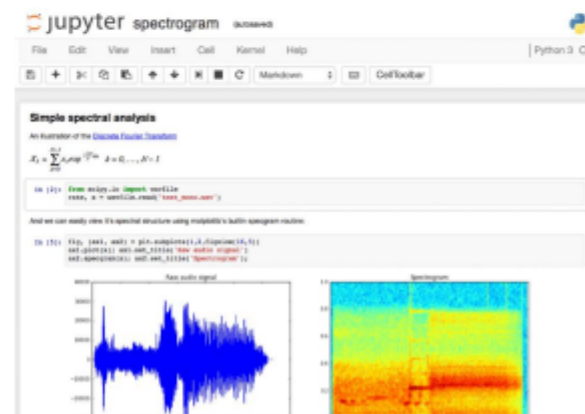 jupyter spectrogram (autosaved)
File Edit View Insert Cell Kernel Help Python 3
Markdown CellToolbar
Simple spectral analysis
An illustration of the Discrete Fourier Transform
In [2]: from scipy.io import wavfile
rate, x = wavfile.read('test_mono.wav')
And we can easily view it's spectral structure using matplotlib's builtin specgram routine:
In [5]: fig, (ax1, ax2) = plt.subplots(1,2,figsize(16,5))
ax1.plot(x); ax1.set_title('Raw audio signal')
ax2.specgram(x); ax2.set_title('Spectrogram');
Raw audio signal Spectrogram